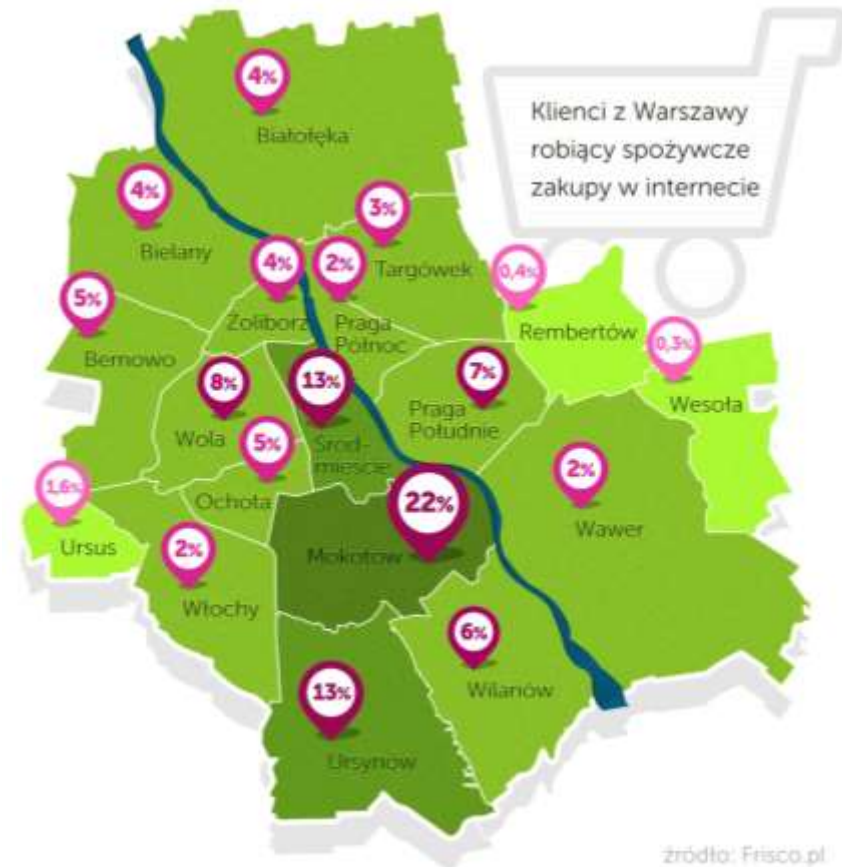 Klienci z Warszawy
robiący spożywcze
zakupy w internecie
4%
Białołęka
4%
Bielany
3%
Targówek
4%
Żoliborz
2%
Praga
Północ
0,4%
Rembertów
5%
Bemowo
0,3%
Wesoła
8%
Wola
13%
Śród-
mieście
7%
Praga
Południe
5%
Ochota
22%
Mokotów
2%
Wawer
1,6%
Ursus
2%
Włochy
6%
Wilanów
13%
Ursynów
źródło: Frisco.pl